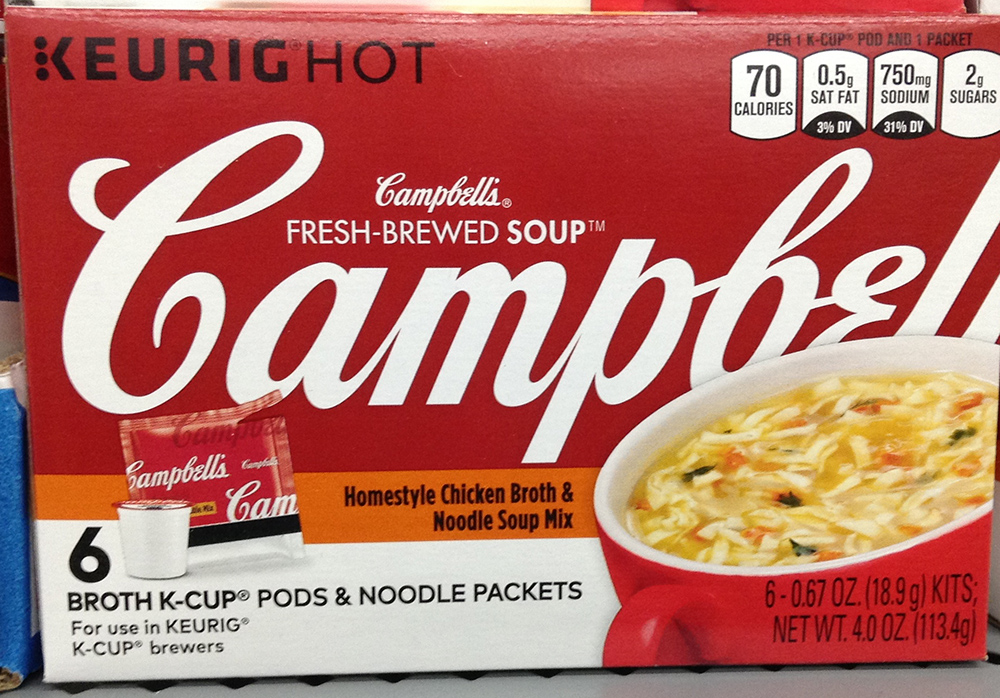 KEURIG® HOT
PER 1 K-CUP® POD AND 1 PACKET
70 CALORIES
0.5g SAT FAT 3% DV
750mg SODIUM 31% DV
2g SUGARS
Campbell's®
FRESH-BREWED SOUP™
Campbell
Campbell's
Campbell's
Cam
Homestyle Chicken Broth &
Noodle Soup Mix
6
BROTH K-CUP® PODS & NOODLE PACKETS
For use in KEURIG®
K-CUP® brewers
6 - 0.67 OZ. (18.9 g) KITS;
NET WT. 4.0 OZ. (113.4g)